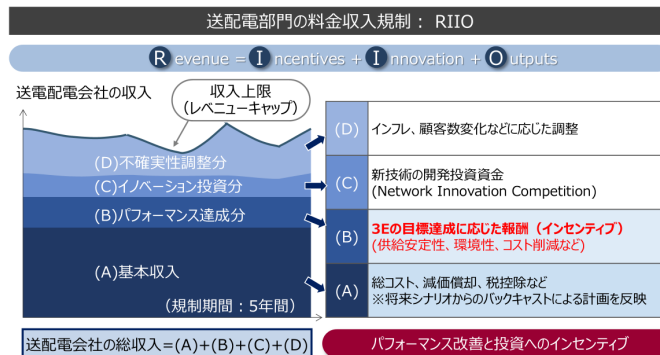 送配電部門の料金収入規制： RIIO
Revenue = Incentives + Innovation + Outputs
送電配電会社の収入
収入上限
(レベニューキャップ)
(D)不確実性調整分
(C)イノベーション投資分
(B)パフォーマンス達成分
(A)基本収入
(規制期間：5年間)
(D) インフレ、顧客数変化などに応じた調整
(C) 新技術の開発投資資金
(Network Innovation Competition)
(B) 3Eの目標達成に応じた報酬（インセンティブ）
(供給安定性、環境性、コスト削減など)
(A) 総コスト、減価償却、税控除など
※将来シナリオからのバックキャストによる計画を反映
送配電会社の総収入=(A)+(B)+(C)+(D)
パフォーマンス改善と投資へのインセンティブ